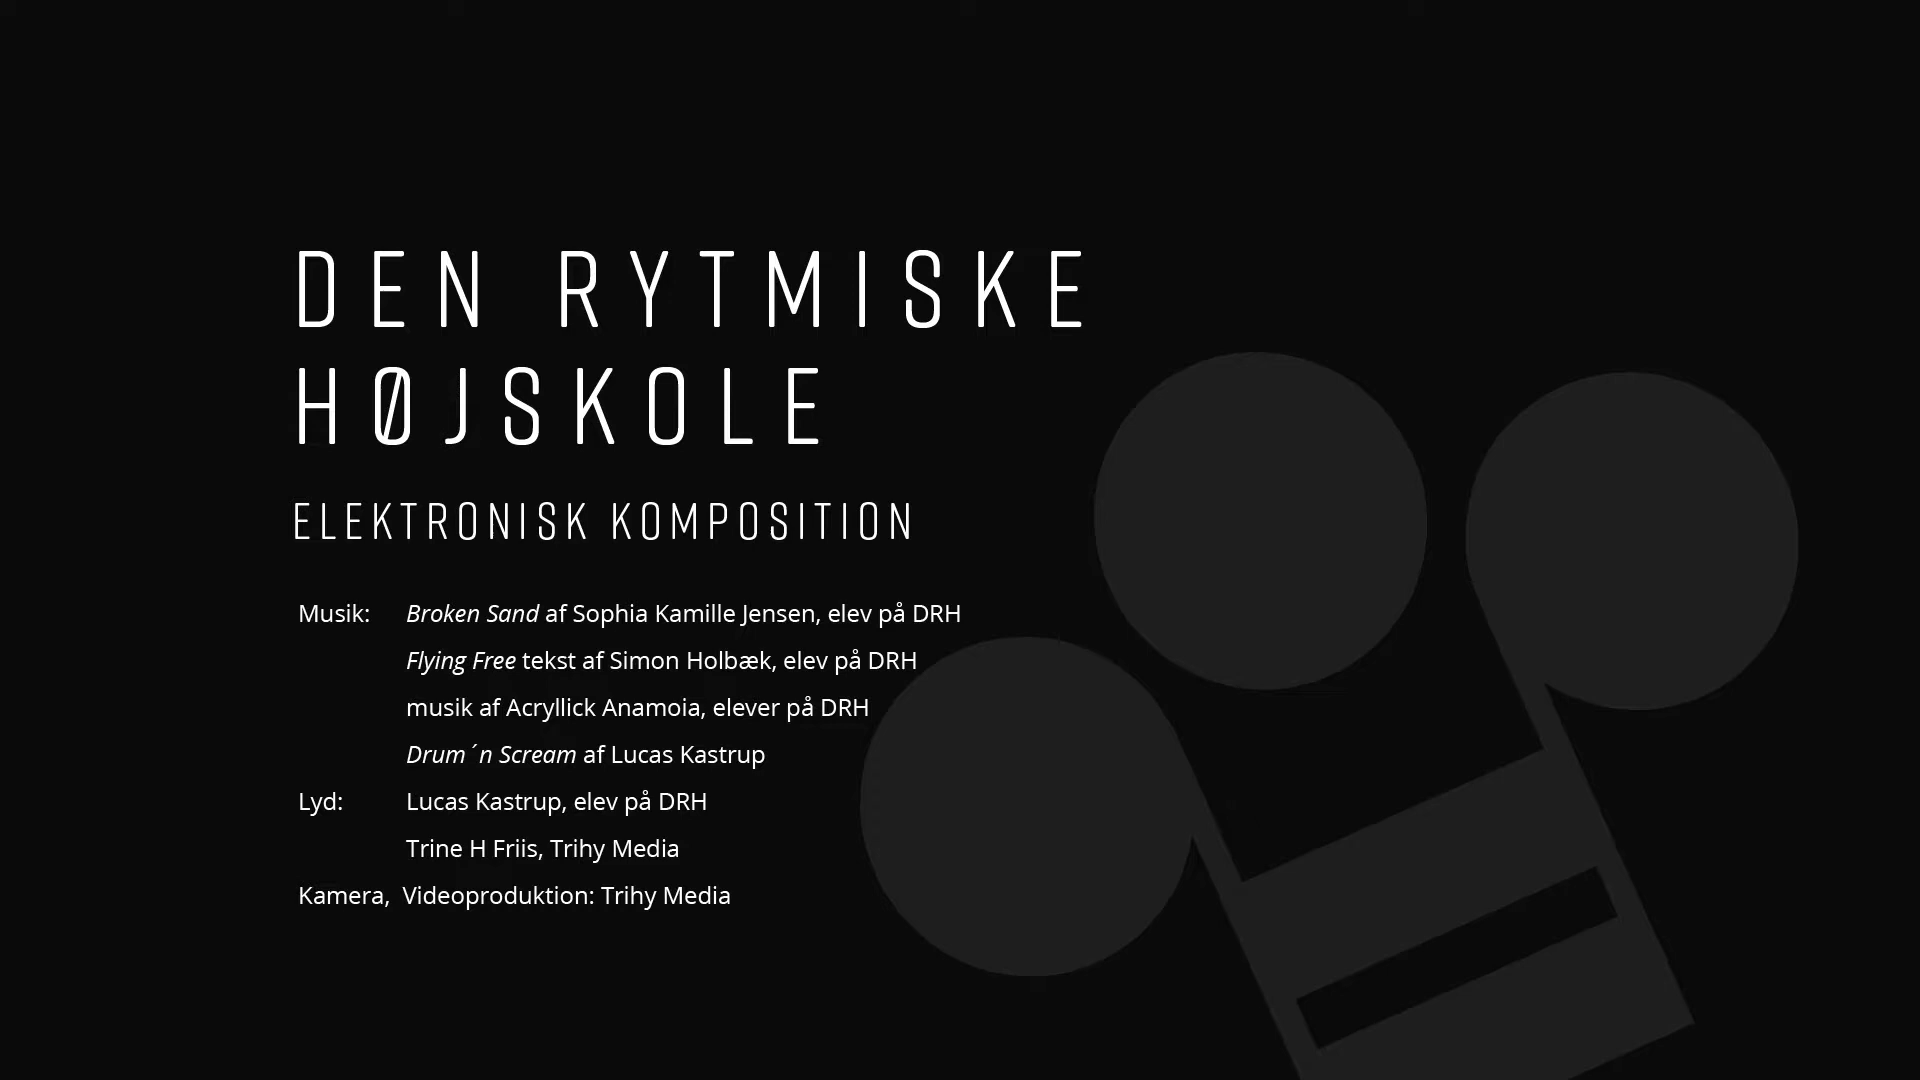 DEN RYTMISKE
HØJSKOLE
ELEKTRONISK KOMPOSITION
Musik: Broken Sand af Sophia Kamille Jensen, elev på DRH
Flying Free tekst af Simon Holbæk, elev på DRH
musik af Acryllick Anamoia, elever på DRH
Drum´n Scream af Lucas Kastrup
Lyd: Lucas Kastrup, elev på DRH
Trine H Friis, Trihy Media
Kamera, Videoproduktion: Trihy Media